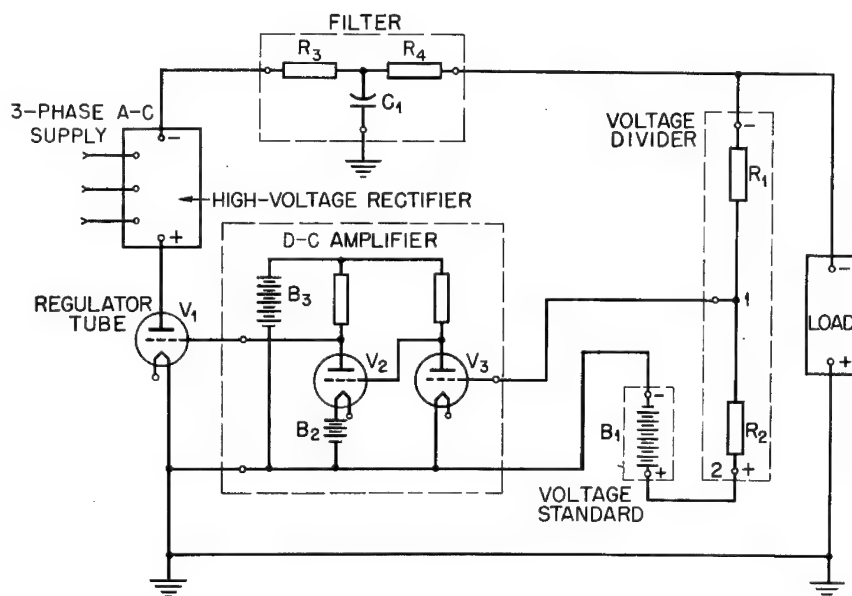 FILTER
R3
R4
C1
3-PHASE A-C
SUPPLY
-
HIGH-VOLTAGE RECTIFIER
+
VOLTAGE
DIVIDER
-
R1
1
R2
2 +
D-C AMPLIFIER
B3
REGULATOR
TUBE
V1
V2
V3
B2
-
B1
+
VOLTAGE
STANDARD
-
LOAD
+